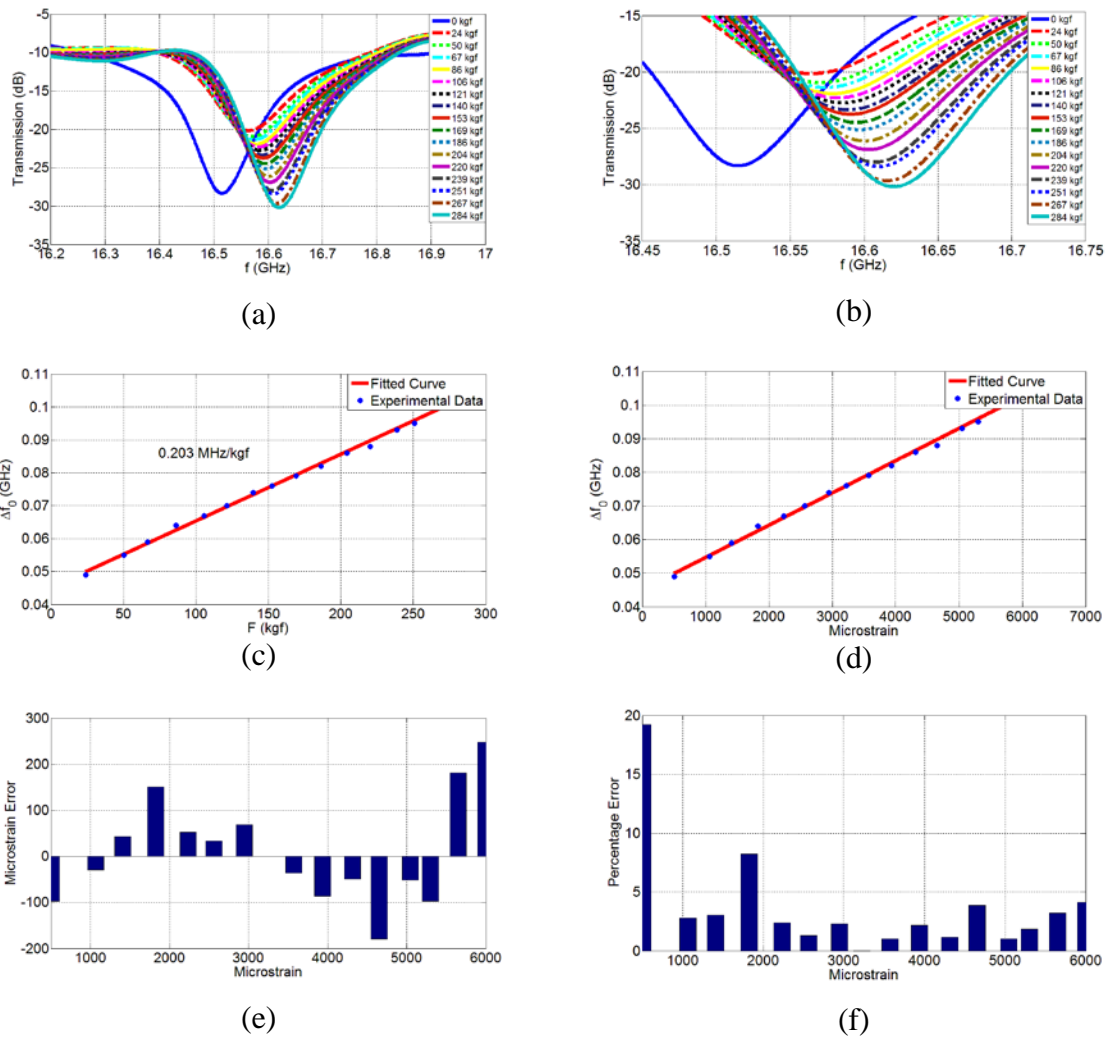 -5
-10
-15
-20
-25
-30
-35
Transmission (dB)
16.2 16.3 16.4 16.5 16.6 16.7 16.8 16.9 17
f (GHz)
0 kgf
24 kgf
50 kgf
67 kgf
86 kgf
106 kgf
121 kgf
140 kgf
153 kgf
169 kgf
186 kgf
204 kgf
220 kgf
239 kgf
251 kgf
267 kgf
284 kgf
(a)
-15
-20
-25
-30
-35
Transmission (dB)
16.45 16.5 16.55 16.6 16.65 16.7 16.75
f (GHz)
0 kgf
24 kgf
50 kgf
67 kgf
86 kgf
106 kgf
121 kgf
140 kgf
153 kgf
169 kgf
186 kgf
204 kgf
220 kgf
239 kgf
251 kgf
267 kgf
284 kgf
(b)
0.11
0.1
0.09
0.08
0.07
0.06
0.05
0.04
Δf0 (GHz)
Fitted Curve
Experimental Data
0.203 MHz/kgf
0 50 100 150 200 250 300
F (kgf)
(c)
0.11
0.1
0.09
0.08
0.07
0.06
0.05
0.04
Δf0 (GHz)
Fitted Curve
Experimental Data
0 1000 2000 3000 4000 5000 6000 7000
Microstrain
(d)
300
200
100
0
-100
-200
Microstrain Error
1000 2000 3000 4000 5000 6000
Microstrain
(e)
20
15
10
5
0
Percentage Error
1000 2000 3000 4000 5000 6000
Microstrain
(f)